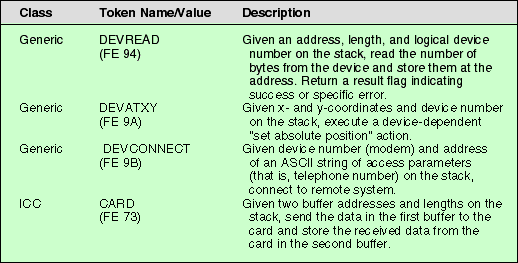 Class Token Name/Value Description
Generic DEVREAD Given an address, length, and logical device
(FE 94) number on the stack, read the number of
bytes from the device and store them at the
address. Return a result flag indicating
success or specific error.
Generic DEVATXY Given x- and y-coordinates and device number
(FE 9A) on the stack, execute a device-dependent
"set absolute position" action.
Generic DEVCONNECT Given device number (modem) and address
(FE 9B) of an ASCII string of access parameters
(that is, telephone number) on the stack,
connect to remote system.
ICC CARD Given two buffer addresses and lengths on the
(FE 73) stack, send the data in the first buffer to the
card and store the received data from the
card in the second buffer.